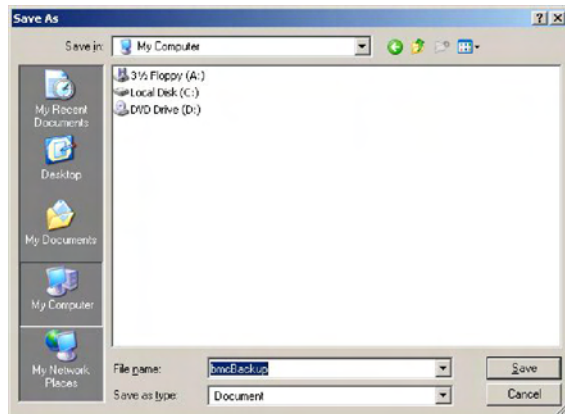 Save As
Save in:
My Computer
3½ Floppy (A:)
Local Disk (C:)
DVD Drive (D:)
My Recent
Documents
Desktop
My Documents
My Computer
My Network
Places
File name:
bmcBackup
Save
Save as type:
Document
Cancel